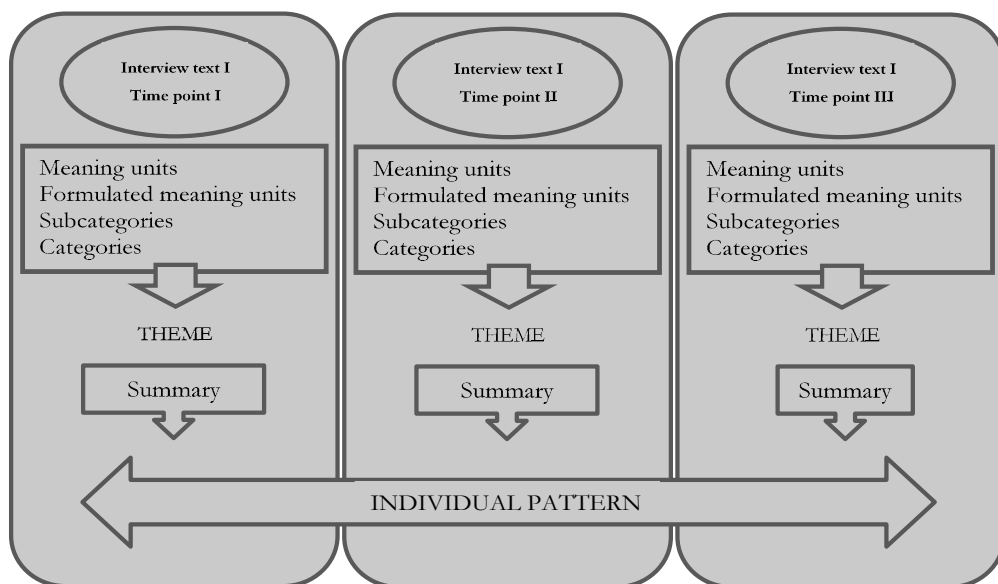 Interview text I
Time point I
Meaning units
Formulated meaning units
Subcategories
Categories
THEME
Summary
Interview text I
Time point II
Meaning units
Formulated meaning units
Subcategories
Categories
THEME
Summary
Interview text I
Time point III
Meaning units
Formulated meaning units
Subcategories
Categories
THEME
Summary
INDIVIDUAL PATTERN